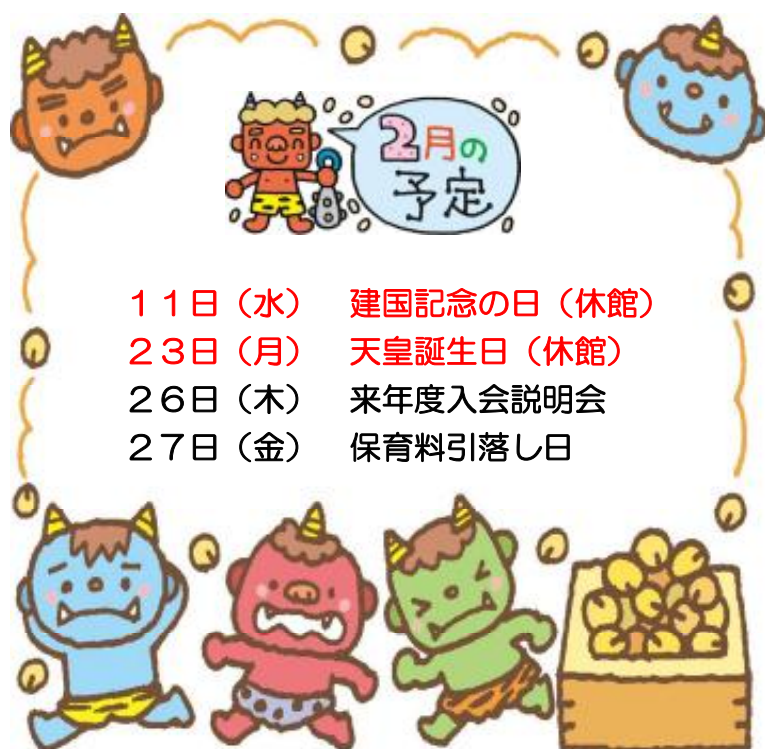 ２月の
予定
１１日（水）　建国記念の日（休館）
２３日（月）　天皇誕生日（休館）
２６日（木）　来年度入会説明会
２７日（金）　保育料引落し日